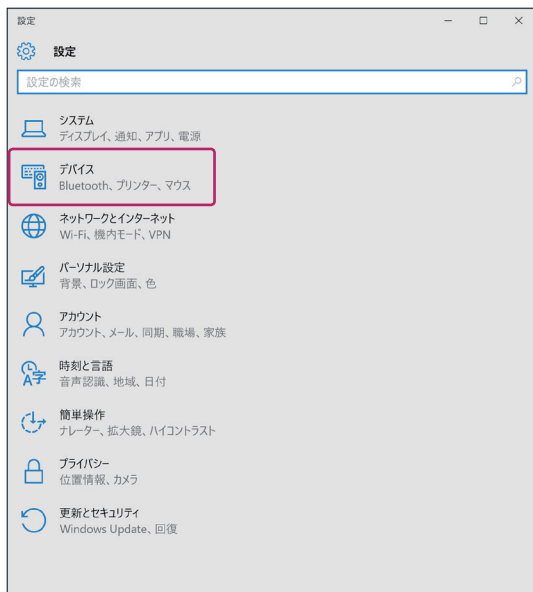 設定
設定
設定の検索
システム
ディスプレイ、通知、アプリ、電源
デバイス
Bluetooth、プリンター、マウス
ネットワークとインターネット
Wi-Fi、機内モード、VPN
パーソナル設定
背景、ロック画面、色
アカウント
アカウント、メール、同期、職場、家族
時刻と言語
音声認識、地域、日付
簡単操作
ナレーター、拡大鏡、ハイコントラスト
プライバシー
位置情報、カメラ
更新とセキュリティ
Windows Update、回復